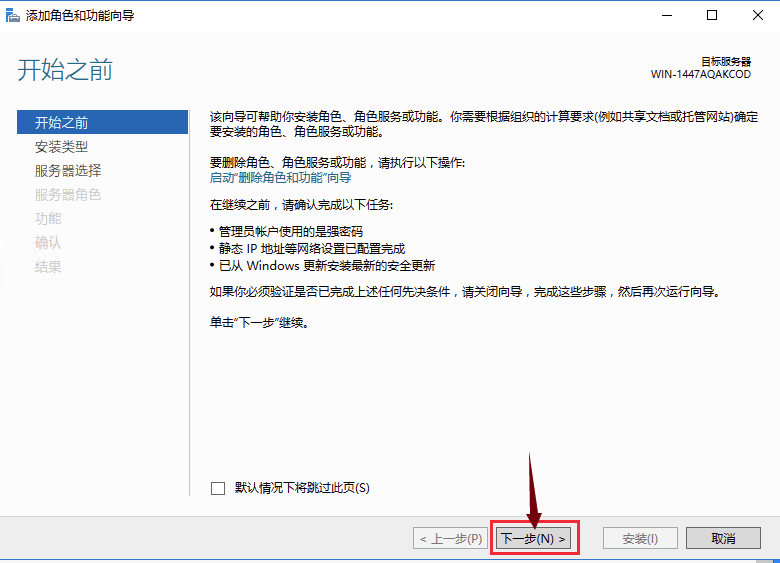 添加角色和功能向导
开始之前
目标服务器
WIN-1447AQAKCOD
开始之前
安装类型
服务器选择
服务器角色
功能
确认
结果
该向导可帮助你安装角色、角色服务或功能。你需要根据组织的计算要求(例如共享文档或托管网站)确定
要安装的角色、角色服务或功能。
要删除角色、角色服务或功能，请执行以下操作:
启动“删除角色和功能”向导
在继续之前，请确认完成以下任务:
• 管理员帐户使用的是强密码
• 静态 IP 地址等网络设置已配置完成
• 已从 Windows 更新安装最新的安全更新
如果你必须验证是否已完成上述任何先决条件，请关闭向导，完成这些步骤，然后再次运行向导。
单击“下一步”继续。
默认情况下将跳过此页(S)
< 上一步(P)
下一步(N) >
安装(I)
取消